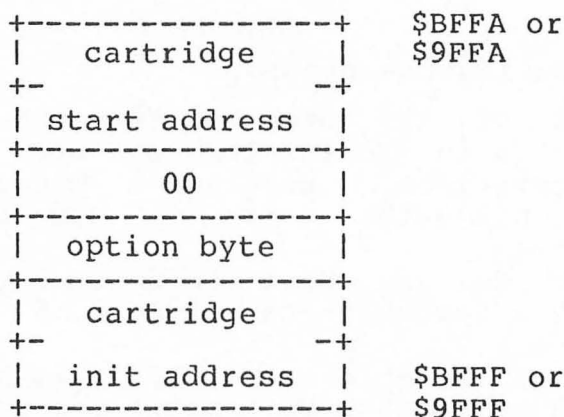 +-----------------+ $BFFA or
| cartridge | $9FFA
+- -+
| start address |
+-----------------+
| 00 |
+-----------------+
| option byte |
+-----------------+
| cartridge |
+- -+
| init address | $BFFF or
+-----------------+ $9FFF